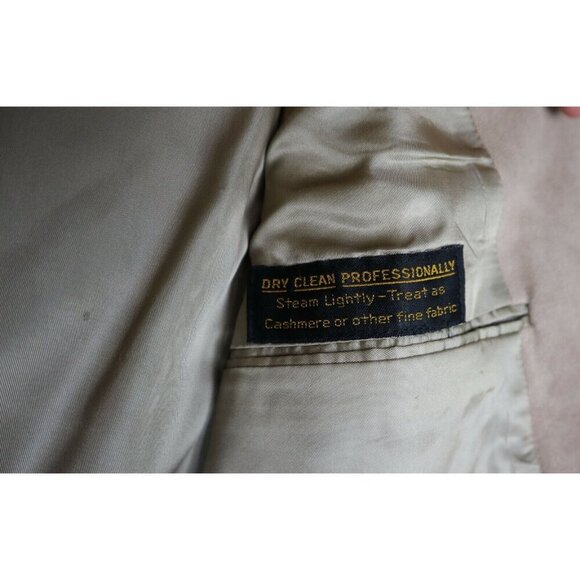 DRY CLEAN PROFESSIONALLY
Steam Lightly-Treat as
Cashmere or other fine fabric